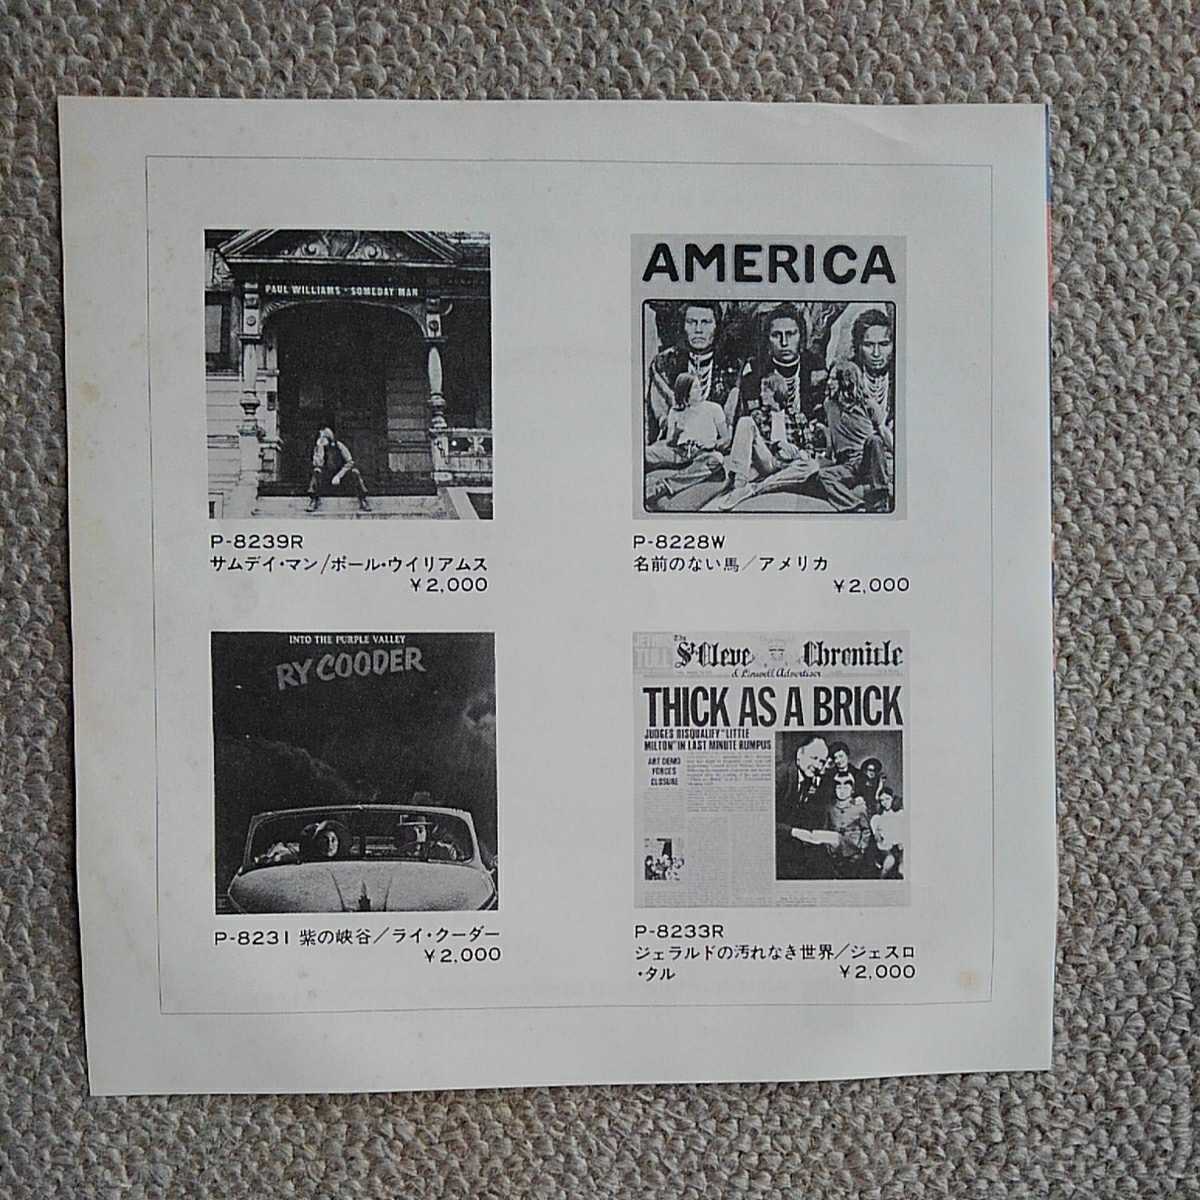 PAUL WILLIAMS・SOMEDAY MAN
P-8239R
サムデイ・マン/ポール・ウイリアムス
¥2,000
AMERICA
P-8228W
名前のない馬/アメリカ
¥2,000
INTO THE PURPLE VALLEY
RY COODER
P-8231 紫の峡谷/ライ・クーダー
¥2,000
JETHRO
TULL
The
St Cleve Chronicle
& Linwell Advertiser
THICK AS A BRICK
JUDGES DISQUALIFY "LITTLE
MILTON" IN LAST MINUTE RUMPUS
ART DEMO
FORCES
CLOSURE
P-8233R
ジェラルドの汚れなき世界/ジェスロ
・タル ¥2,000